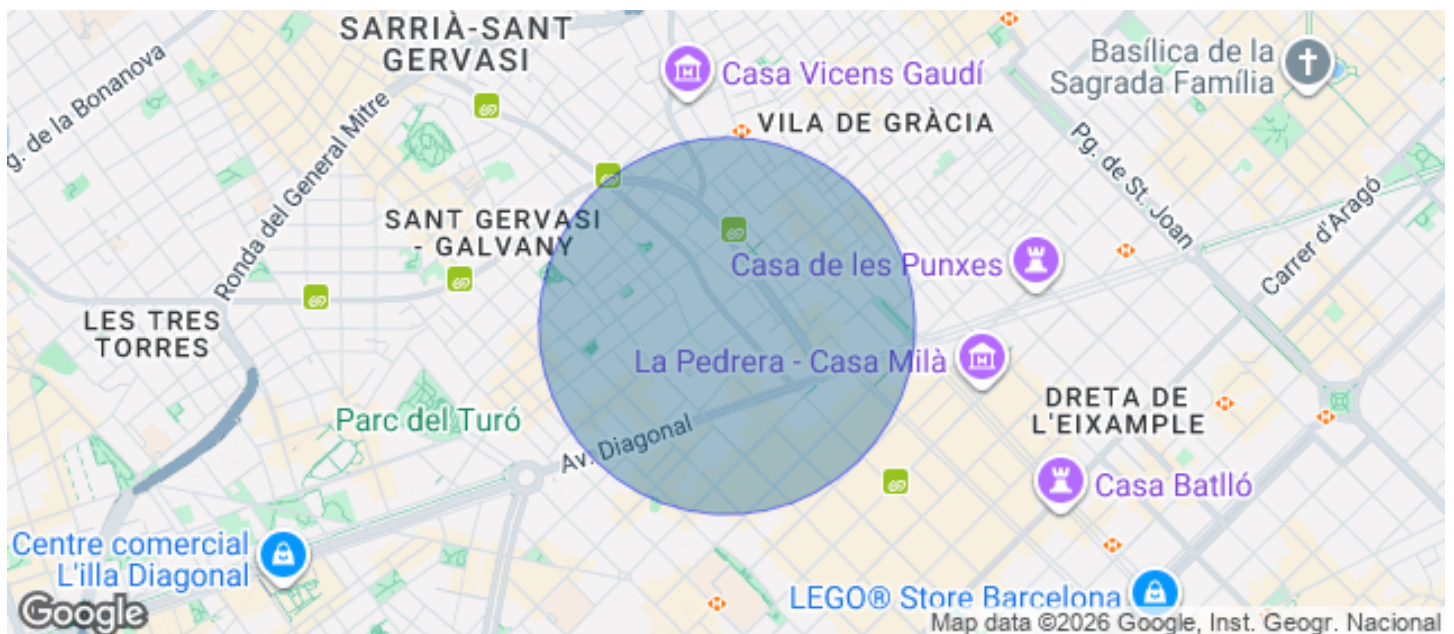 SARRIÀ-SANT
GERVASI
Casa Vicens Gaudí
Basílica de la
Sagrada Família
g. de la Bonanova
Ronda del General Mitre
VILA DE GRÀCIA
Pg. de St. Joan
Carrer d'Aragó
SANT GERVASI
- GALVANY
Casa de les Punxes
LES TRES
TORRES
La Pedrera - Casa Milà
DRETA DE
L'EIXAMPLE
Parc del Turó
Av. Diagonal
Casa Batlló
Centre comercial
L'illa Diagonal
LEGO® Store Barcelona
Google
Map data ©2026 Google, Inst. Geogr. Nacional